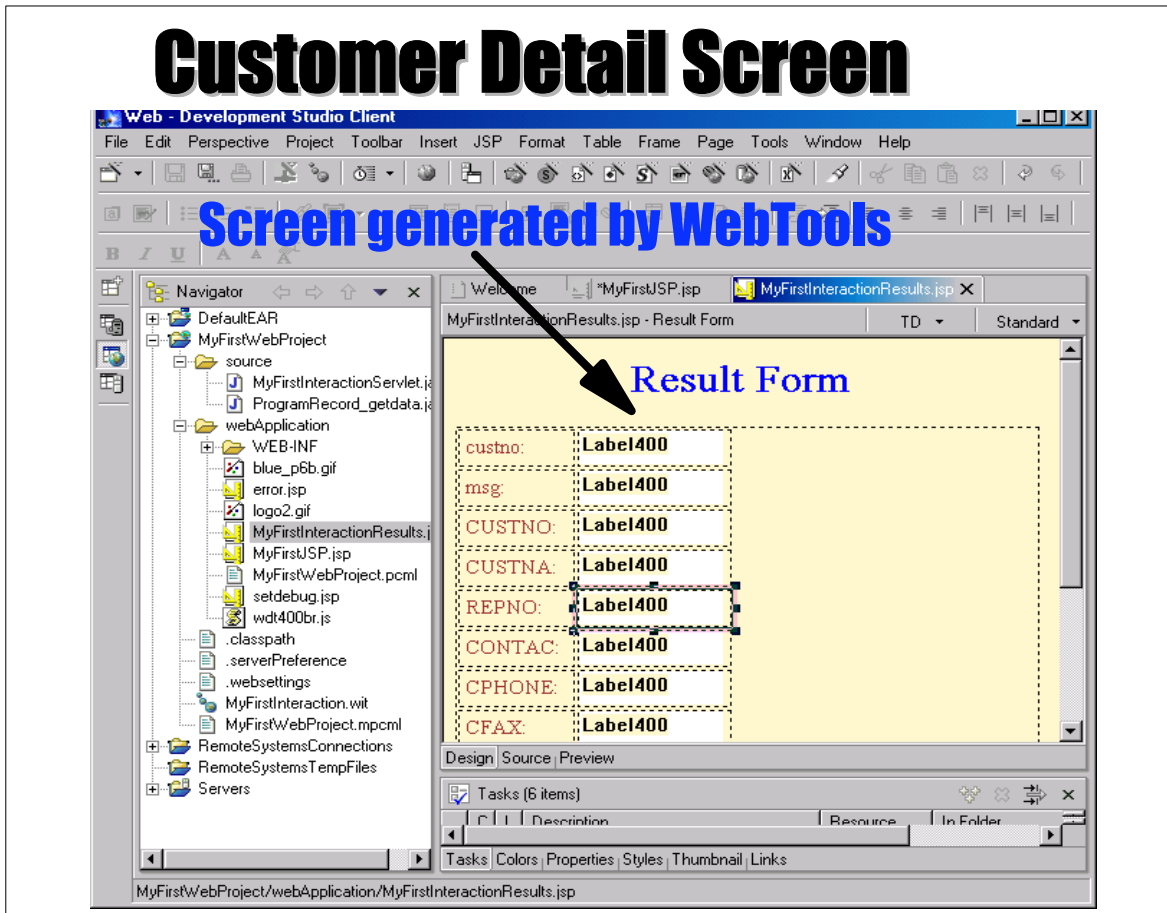 Customer Detail Screen
Web - Development Studio Client
File Edit Perspective Project Toolbar Insert JSP Format Table Frame Page Tools Window Help
Screen generated by WebTools
B I U A A A
Navigator
DefaultEAR
MyFirstWebProject
source
MyFirstInteractionServlet.ja
ProgramRecord_getdata.ja
webApplication
WEB-INF
blue_p6b.gif
error.jsp
logo2.gif
MyFirstInteractionResults.j
MyFirstJSP.jsp
MyFirstWebProject.pcml
setdebug.jsp
wdt400br.js
.classpath
.serverPreference
.websettings
MyFirstInteraction.wit
MyFirstWebProject.mpcml
RemoteSystemsConnections
RemoteSystemsTempFiles
Servers
Welcome *MyFirstJSP.jsp MyFirstInteractionResults.jsp
MyFirstInteractionResults.jsp - Result Form TD Standard
Result Form
custno: Label400
msg: Label400
CUSTNO: Label400
CUSTNA: Label400
REPNO: Label400
CONTAC: Label400
CPHONE: Label400
CFAX: Label400
Design Source Preview
Tasks (6 items)
C ! Description Resource In Folder
Tasks Colors Properties Styles Thumbnail Links
MyFirstWebProject/webApplication/MyFirstInteractionResults.jsp